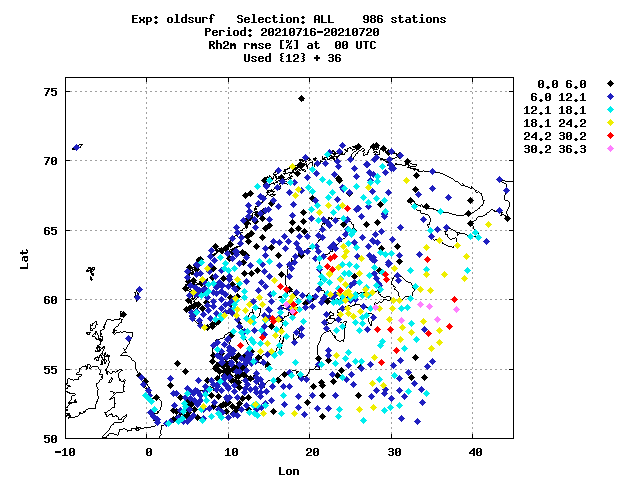 Exp: oldsurf Selection: ALL 986 stations
Period: 20210716-20210720
Rh2m rmse [%] at 00 UTC
Used {12} + 36
0.0 6.0
6.0 12.1
12.1 18.1
18.1 24.2
24.2 30.2
30.2 36.3
75
70
65
60
55
50
Lat
-10 0 10 20 30 40
Lon